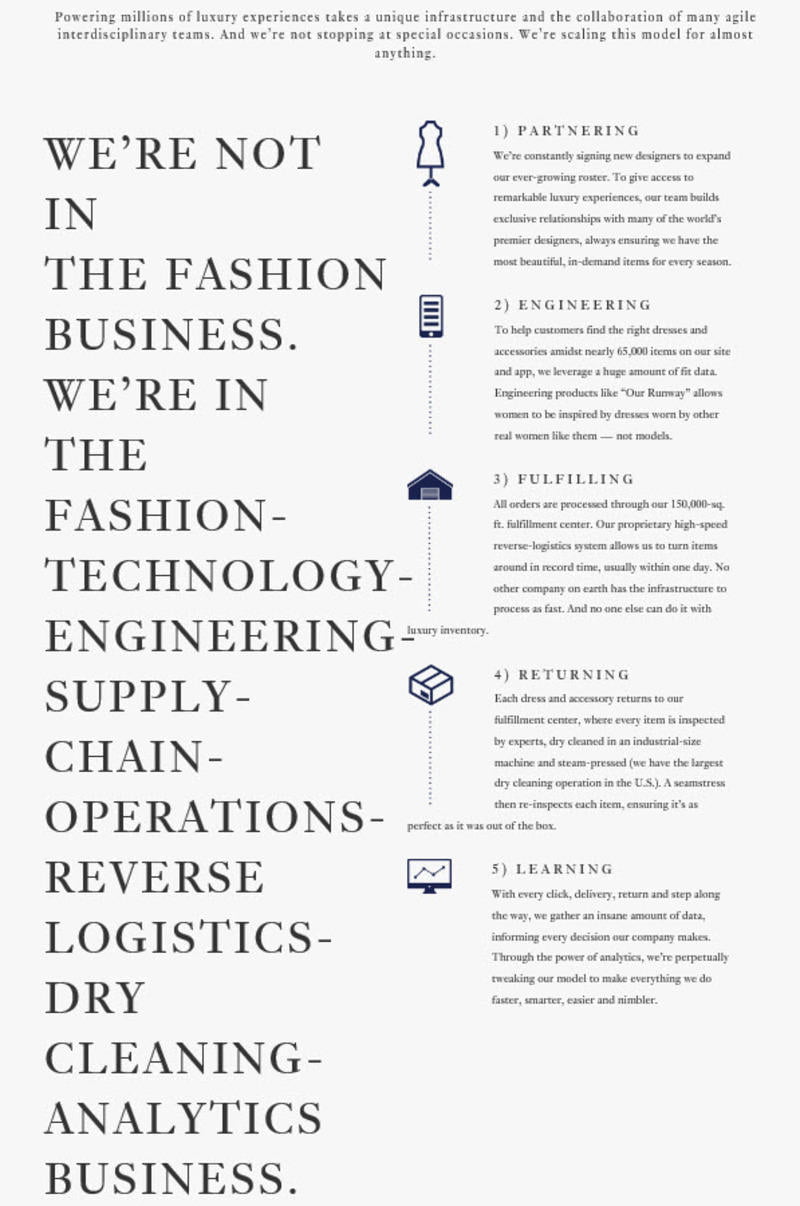 Powering millions of luxury experiences takes a unique infrastructure and the collaboration of many agile
interdisciplinary teams. And we’re not stopping at special occasions. We’re scaling this model for almost
anything.
WE’RE NOT
IN
THE FASHION
BUSINESS.
WE’RE IN
THE
FASHION-
TECHNOLOGY-
ENGINEERING-
SUPPLY-
CHAIN-
OPERATIONS-
REVERSE
LOGISTICS-
DRY
CLEANING-
ANALYTICS
BUSINESS.
1) PARTNERING
We’re constantly signing new designers to expand
our ever-growing roster. To give access to
remarkable luxury experiences, our team builds
exclusive relationships with many of the world’s
premier designers, always ensuring we have the
most beautiful, in-demand items for every season.
2) ENGINEERING
To help customers find the right dresses and
accessories amidst nearly 65,000 items on our site
and app, we leverage a huge amount of fit data.
Engineering products like “Our Runway” allows
women to be inspired by dresses worn by other
real women like them — not models.
3) FULFILLING
All orders are processed through our 150,000-sq.
ft. fulfillment center. Our proprietary high-speed
reverse-logistics system allows us to turn items
around in record time, usually within one day. No
other company on earth has the infrastructure to
process as fast. And no one else can do it with
luxury inventory.
4) RETURNING
Each dress and accessory returns to our
fulfillment center, where every item is inspected
by experts, dry cleaned in an industrial-size
machine and steam-pressed (we have the largest
dry cleaning operation in the U.S.). A seamstress
then re-inspects each item, ensuring it’s as
perfect as it was out of the box.
5) LEARNING
With every click, delivery, return and step along
the way, we gather an insane amount of data,
informing every decision our company makes.
Through the power of analytics, we’re perpetually
tweaking our model to make everything we do
faster, smarter, easier and nimbler.